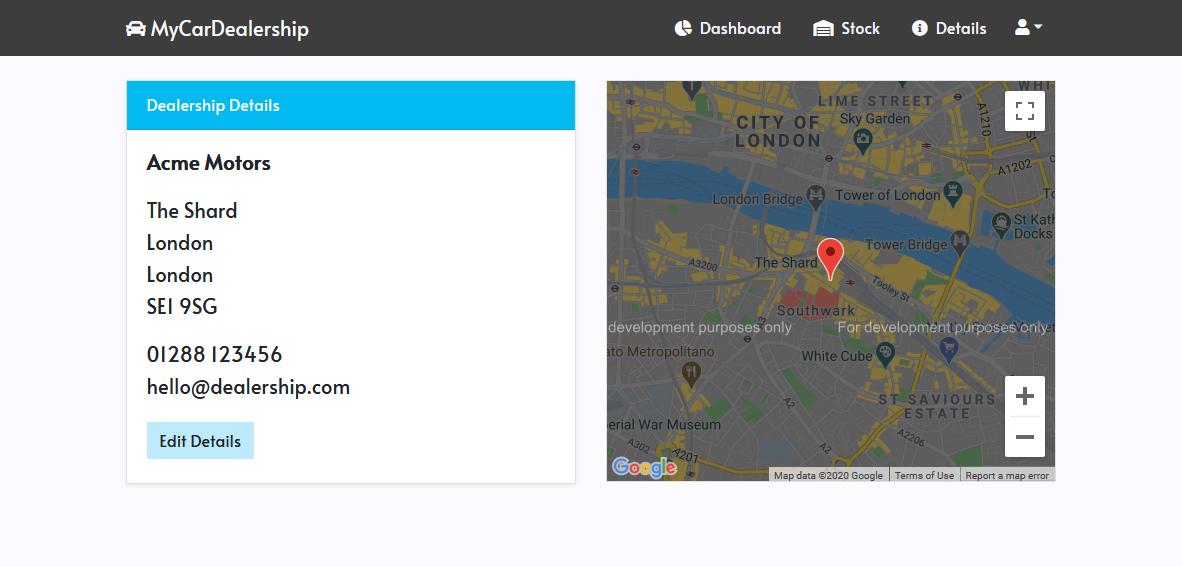 MyCarDealership
Dashboard
Stock
Details
Dealership Details
Acme Motors
The Shard
London
London
SE1 9SG
01288 123456
hello@dealership.com
Edit Details
LIME STREET
CITY OF
LONDON
Sky Garden
A1210
A1202
London Bridge
Tower of London
St Kath
Docks
Tower Bridge
The Shard
A3200
Tooley St
Southwark
development purposes only
For development purposes only
ato Metropolitano
White Cube
A2
ST SAVIOURS
ESTATE
erial War Museum
A302
A201
A2
A2206
Google
Map data ©2020 Google
Terms of Use
Report a map error